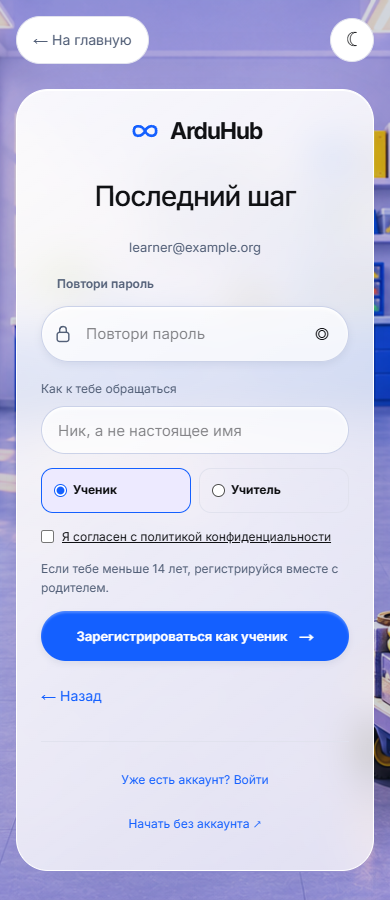 ← На главную
ArduHub
Последний шаг
learner@example.org
Повтори пароль
Повтори пароль
Как к тебе обращаться
Ник, а не настоящее имя
Ученик
Учитель
Я согласен с политикой конфиденциальности
Если тебе меньше 14 лет, регистрируйся вместе с
родителем.
Зарегистрироваться как ученик →
← Назад
Уже есть аккаунт? Войти
Начать без аккаунта ↗